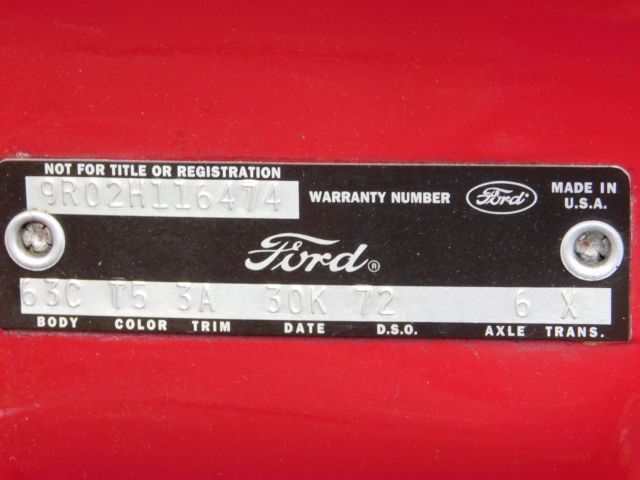 NOT FOR TITLE OR REGISTRATION
9R02H116474 WARRANTY NUMBER Ford MADE IN U.S.A.
Ford®
63C T5 3A 30K 72 6 X
BODY COLOR TRIM DATE D.S.O. AXLE TRANS.